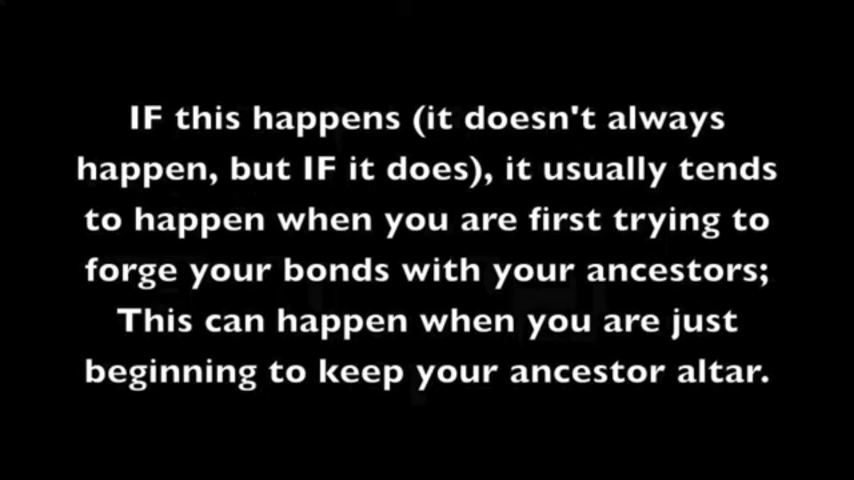 IF this happens (it doesn't always
happen, but IF it does), it usually tends
to happen when you are first trying to
forge your bonds with your ancestors;
This can happen when you are just
beginning to keep your ancestor altar.